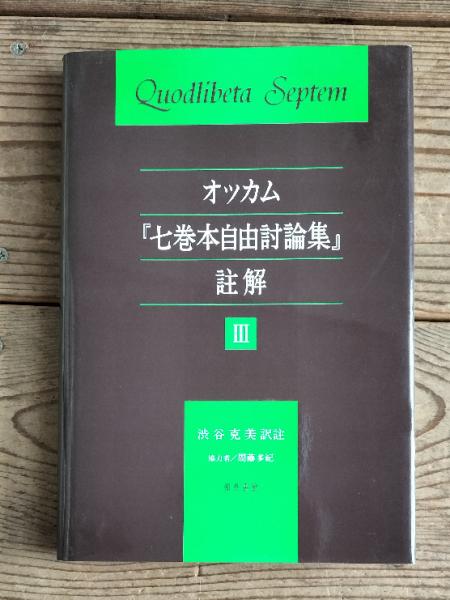 Quodlibeta Septem
オッカム
『七巻本自由討論集』
註解
III
渋谷克美訳註